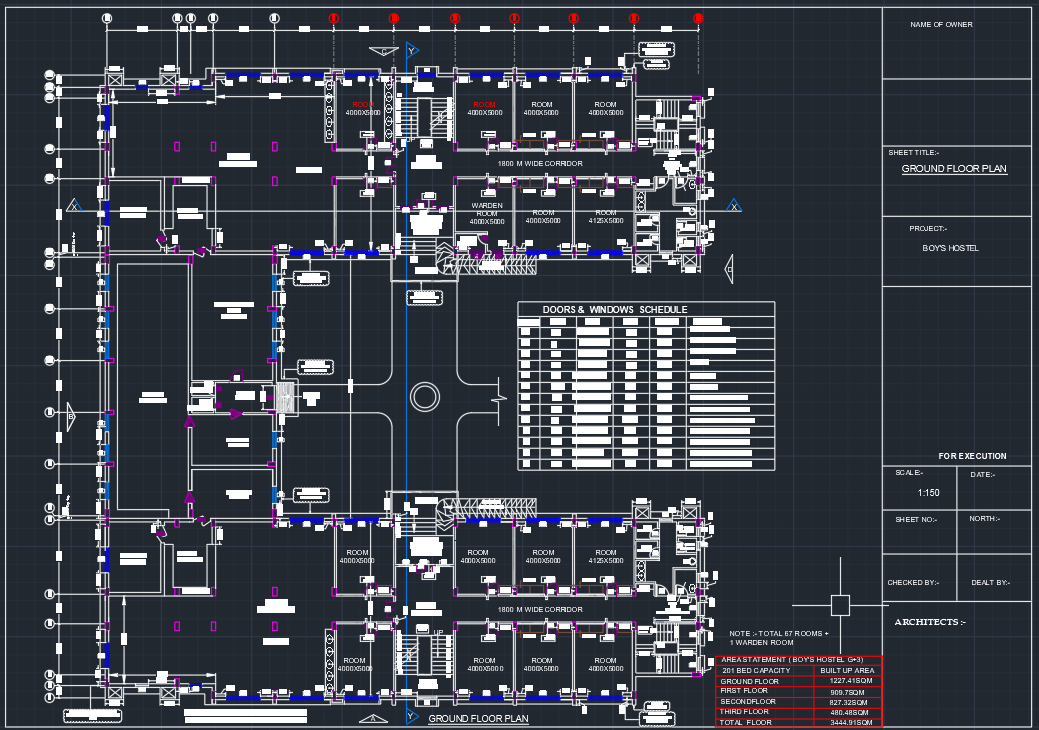 NAME OF OWNER
SHEET TITLE:-
GROUND FLOOR PLAN
PROJECT:-
BOY'S HOSTEL
FOR EXECUTION
SCALE:-
DATE:-
1:150
SHEET NO:-
NORTH:-
CHECKED BY:-
DEALT BY:-
ARCHITECTS :-
C
Y
ROOM
4000X5000
ROOM
4000X5000
ROOM
4000X5000
ROOM
4000X5000
UP
1800 M WIDE CORRIDOR
X
X
WARDEN
ROOM
4000X5000
ROOM
4000X5000
ROOM
4125X5000
D
DOORS & WINDOWS SCHEDULE
B
ROOM
4000X5000
ROOM
4000X5000
ROOM
4000X5000
ROOM
4125X5000
1800 M WIDE CORRIDOR
UP
ROOM
4000X5000
ROOM
4000X5000
ROOM
4000X5000
ROOM
4000X5000
A
Y
GROUND FLOOR PLAN
NOTE :- TOTAL 67 ROOMS +
1 WARDEN ROOM
AREA STATEMENT ( BOY'S HOSTEL G+3)
201 BED CAPACITY BUILT UP AREA
GROUND FLOOR 1227.41SQM
FIRST FLOOR 909.7SQM
SECONDFLOOR 827.32SQM
THIRD FLOOR 480.48SQM
TOTAL FLOOR 3444.91SQM